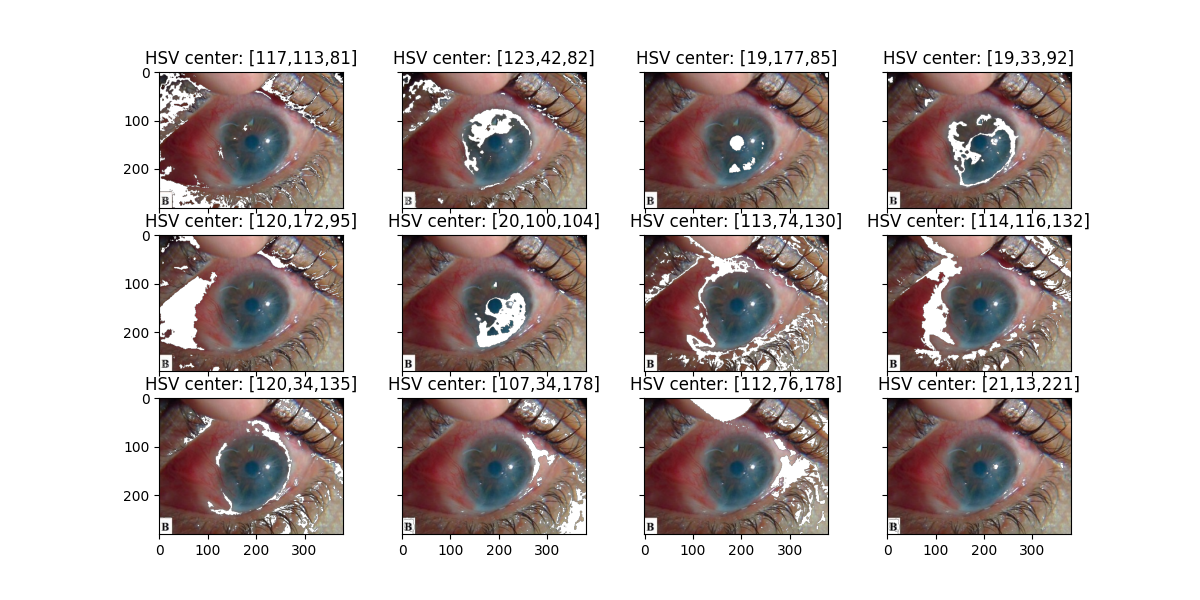 HSV center: [117,113,81] HSV center: [123,42,82] HSV center: [19,177,85] HSV center: [19,33,92]
0
100
200
B B B B
HSV center: [120,172,95] HSV center: [20,100,104] HSV center: [113,74,130] HSV center: [114,116,132]
0
100
200
B B B B
HSV center: [120,34,135] HSV center: [107,34,178] HSV center: [112,76,178] HSV center: [21,13,221]
0
100
200
B B B B
0 100 200 300 0 100 200 300 0 100 200 300 0 100 200 300